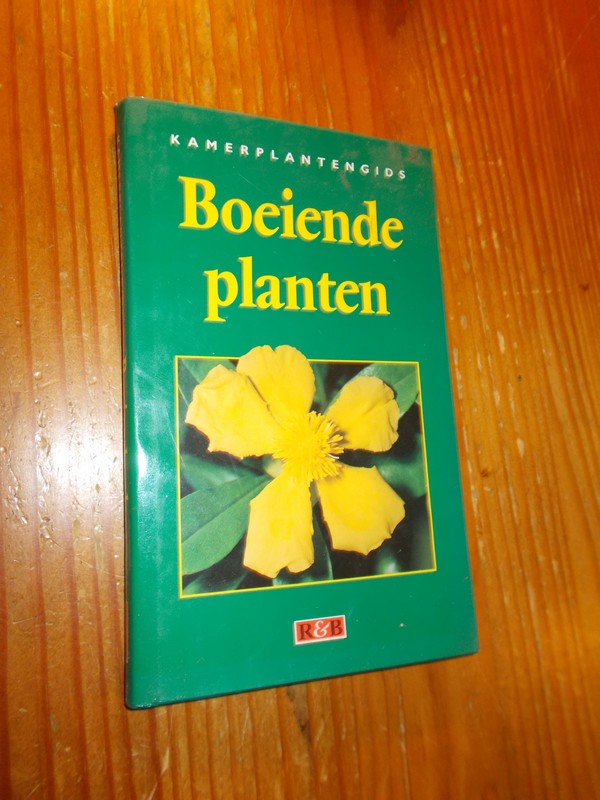 KAMERPLANTENGIDS
Boeiende
planten
R&B